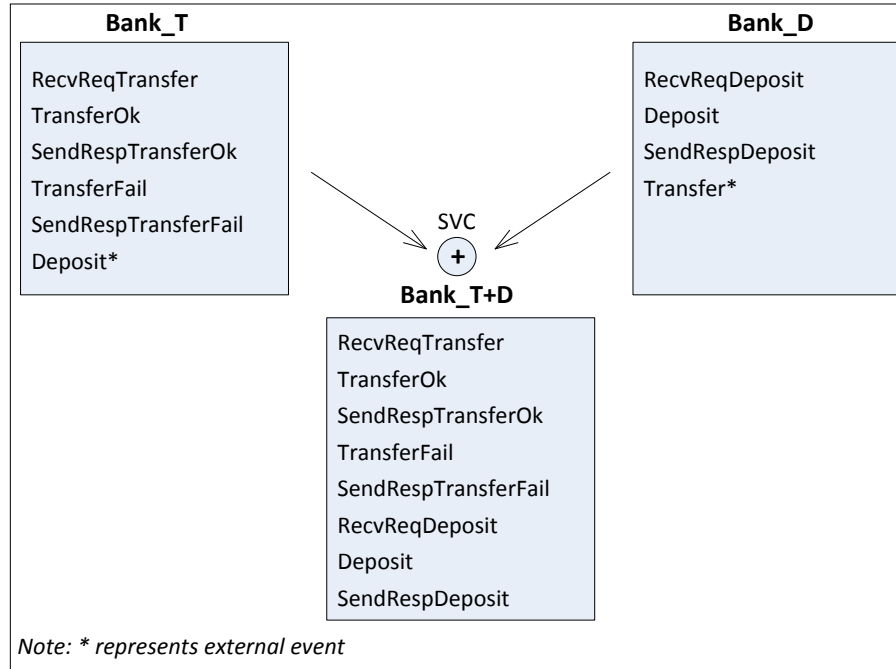 Bank_T
RecvReqTransfer
TransferOk
SendRespTransferOk
TransferFail
SendRespTransferFail
Deposit*
Bank_D
RecvReqDeposit
Deposit
SendRespDeposit
Transfer*
SVC
+
Bank_T+D
RecvReqTransfer
TransferOk
SendRespTransferOk
TransferFail
SendRespTransferFail
RecvReqDeposit
Deposit
SendRespDeposit
Note: * represents external event